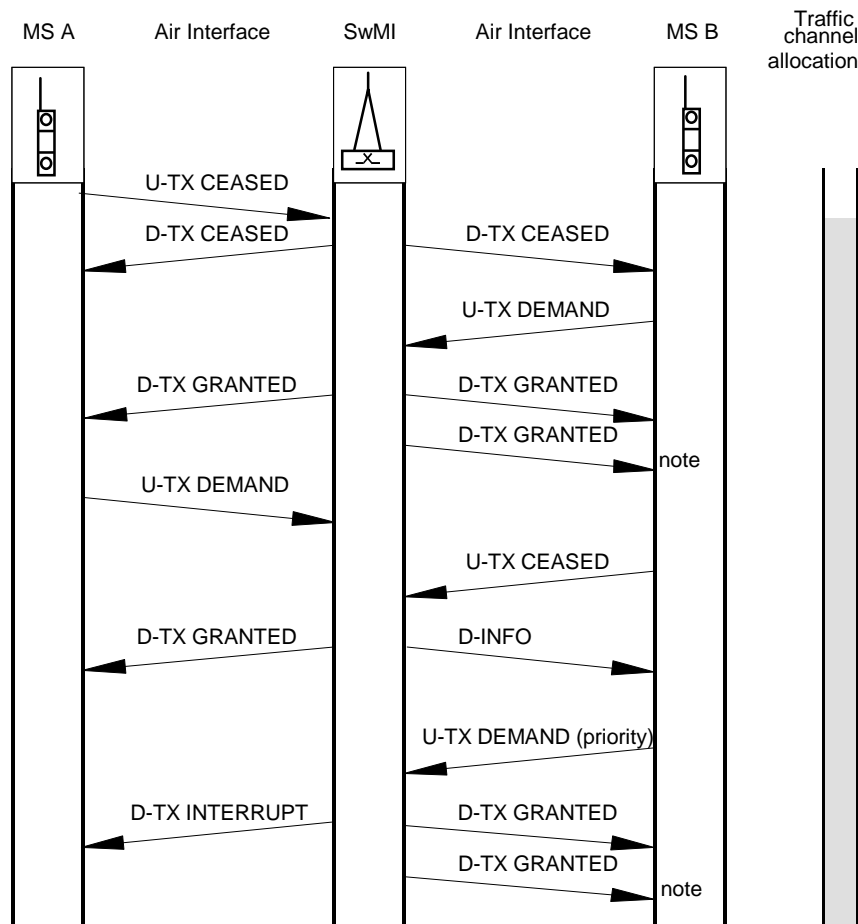 MS A Air Interface SwMI Air Interface MS B Traffic
channel
allocation
U-TX CEASED
D-TX CEASED D-TX CEASED
U-TX DEMAND
D-TX GRANTED D-TX GRANTED
D-TX GRANTED
note
U-TX DEMAND
U-TX CEASED
D-TX GRANTED D-INFO
U-TX DEMAND (priority)
D-TX INTERRUPT D-TX GRANTED
D-TX GRANTED
note